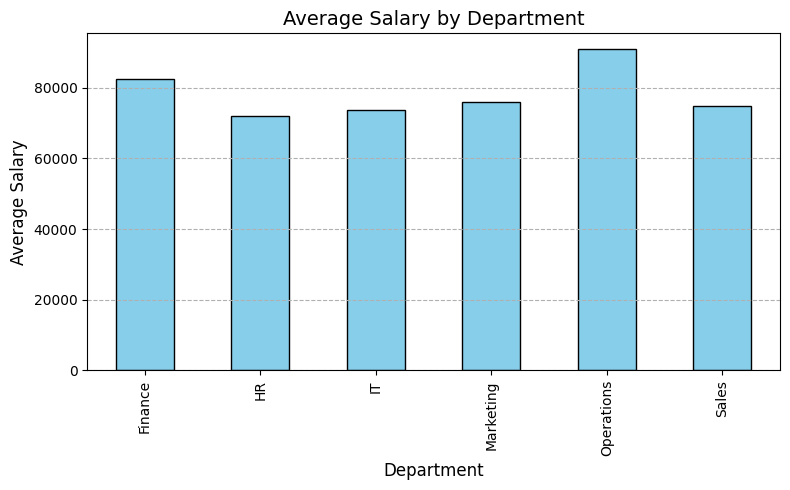 Average Salary by Department
Average Salary
80000
60000
40000
20000
0
Finance
HR
IT
Marketing
Operations
Sales
Department